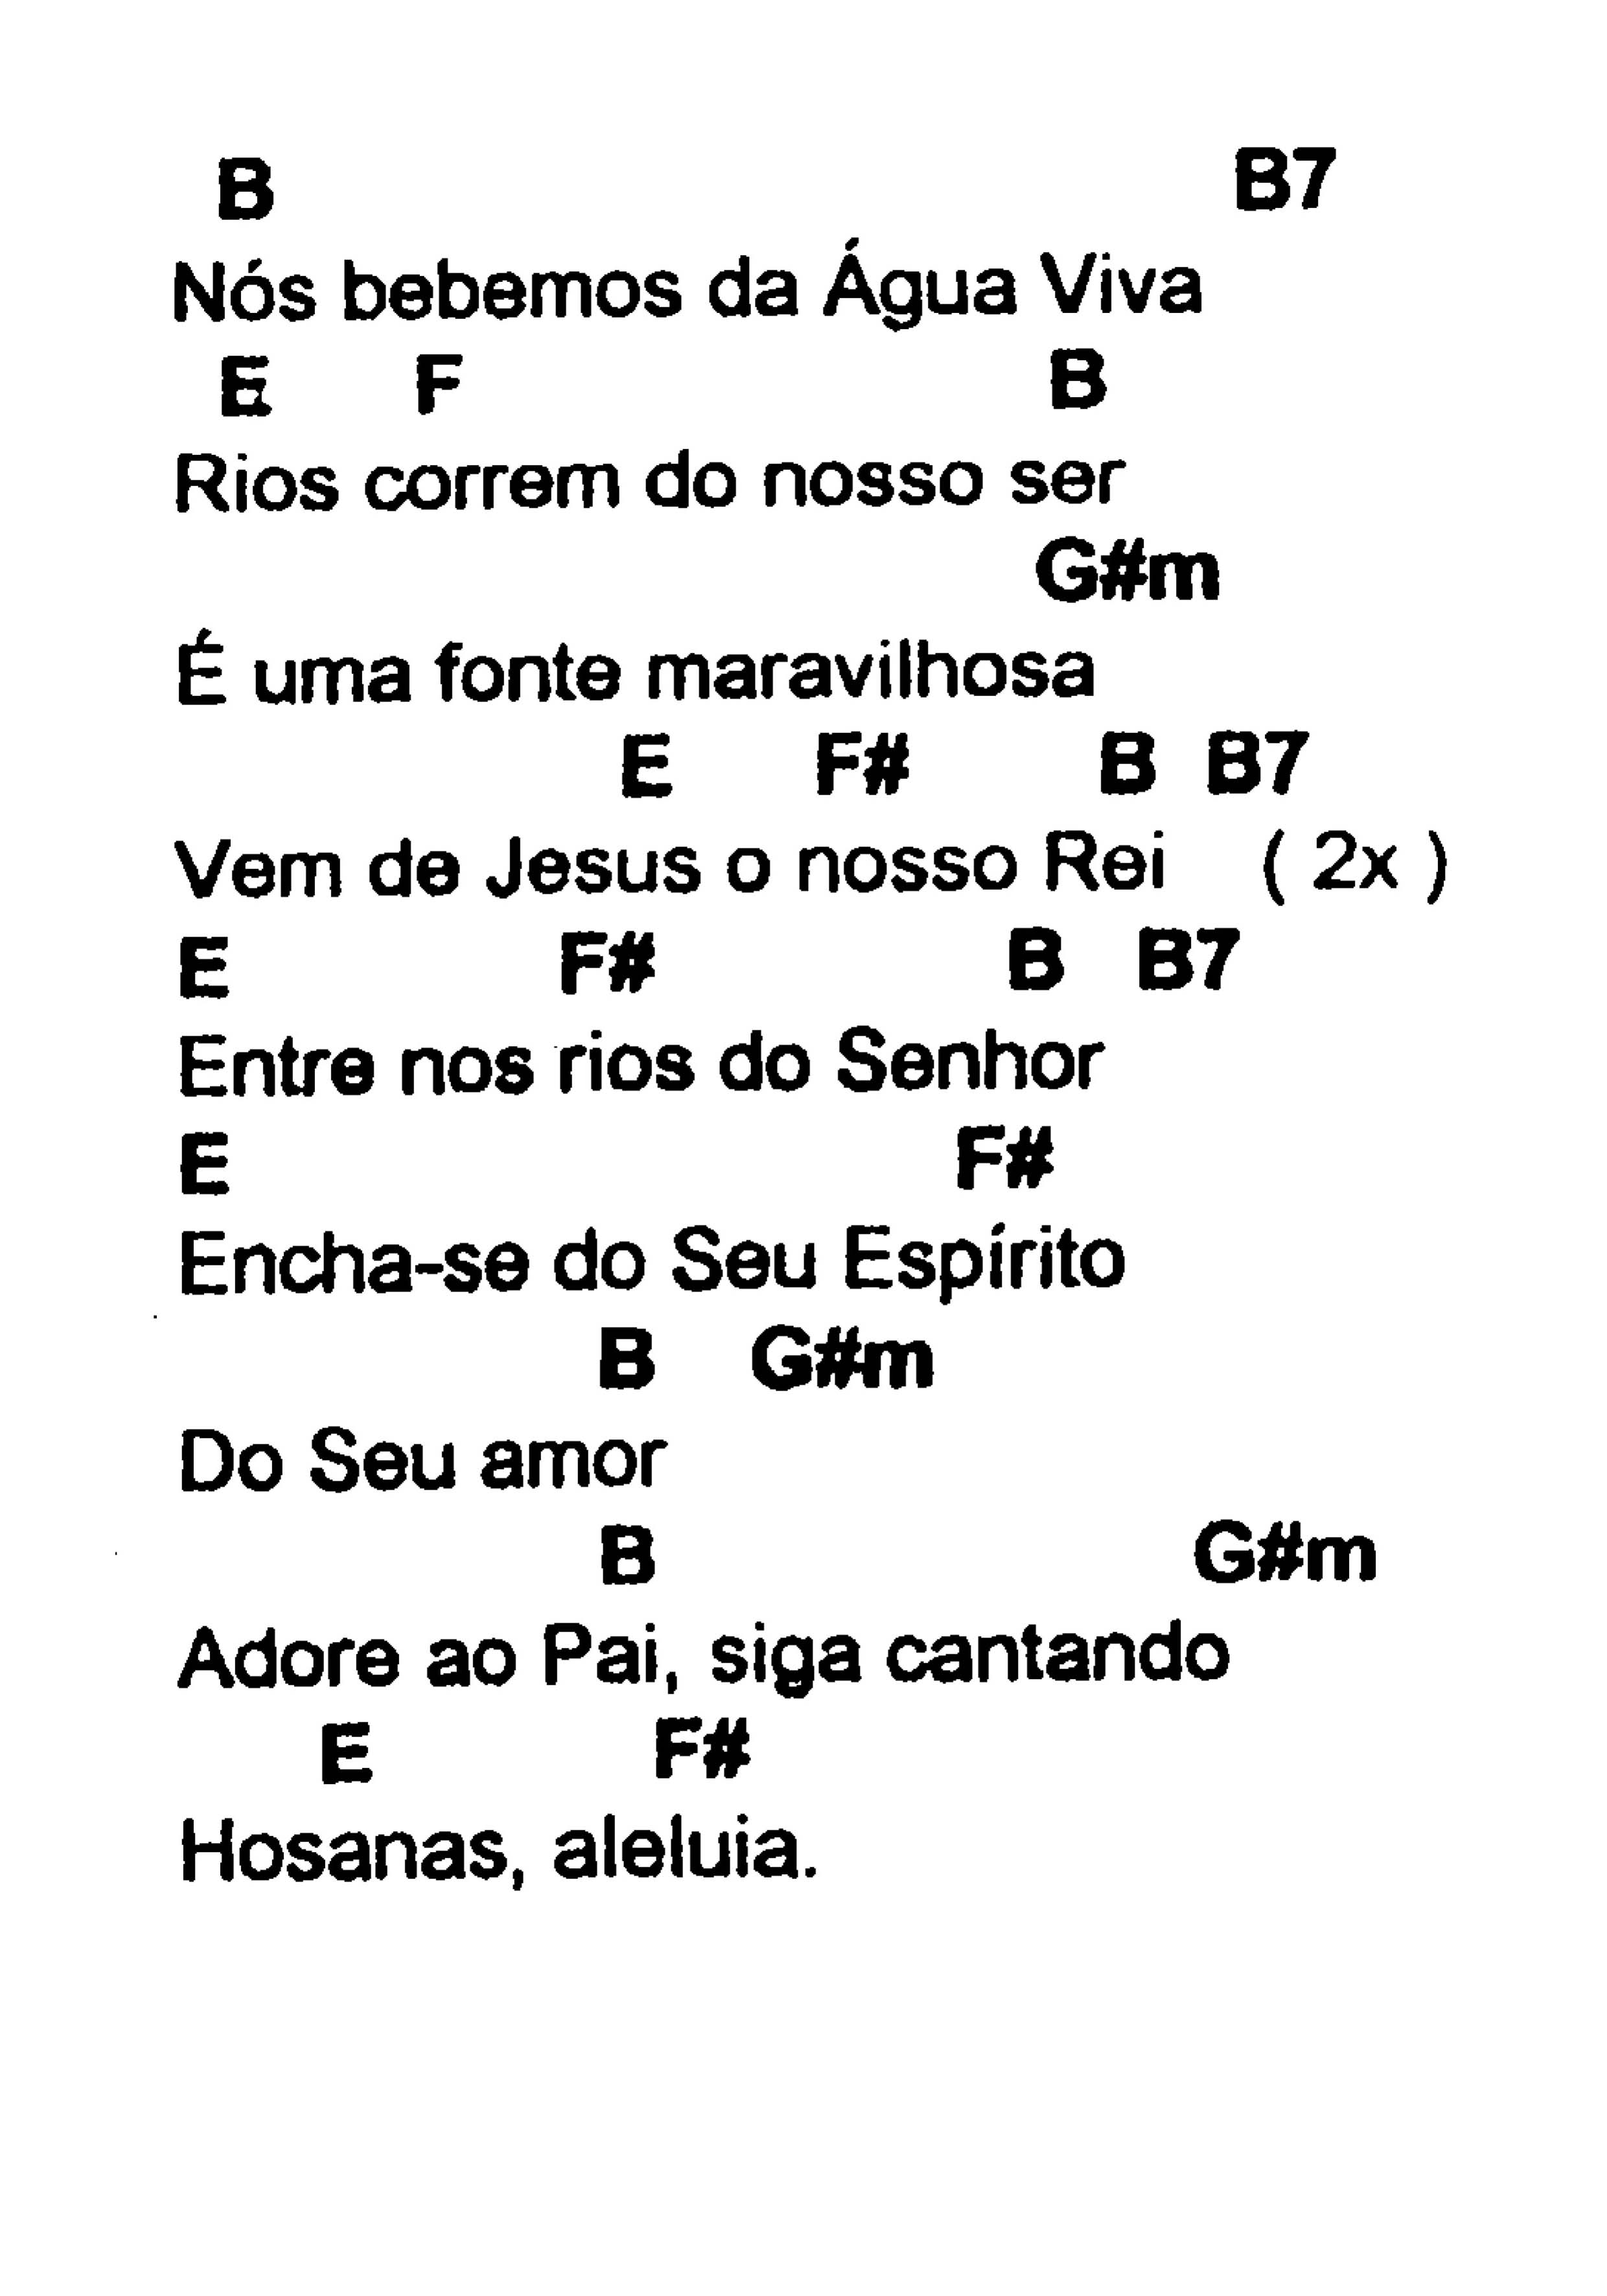 B B7
Nós bebemos da Água Viva
E F B
Rios correm do nosso ser
G#m
É uma fonte maravilhosa
E F# B B7
Vem de Jesus o nosso Rei ( 2x )
E F# B B7
Entre nos rios do Senhor
E F#
Encha-se do Seu Espírito
B G#m
Do Seu amor
B G#m
Adore ao Pai, siga cantando
E F#
Hosanas, aleluia.